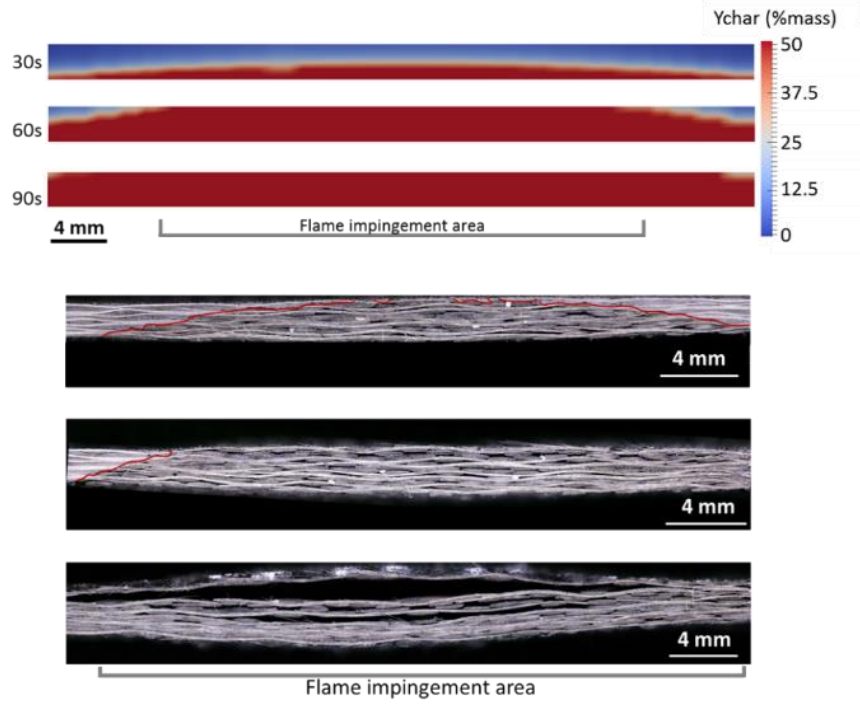 Ychar (%mass)
50
37.5
25
12.5
0
30s
60s
90s
4 mm
Flame impingement area
4 mm
4 mm
4 mm
Flame impingement area